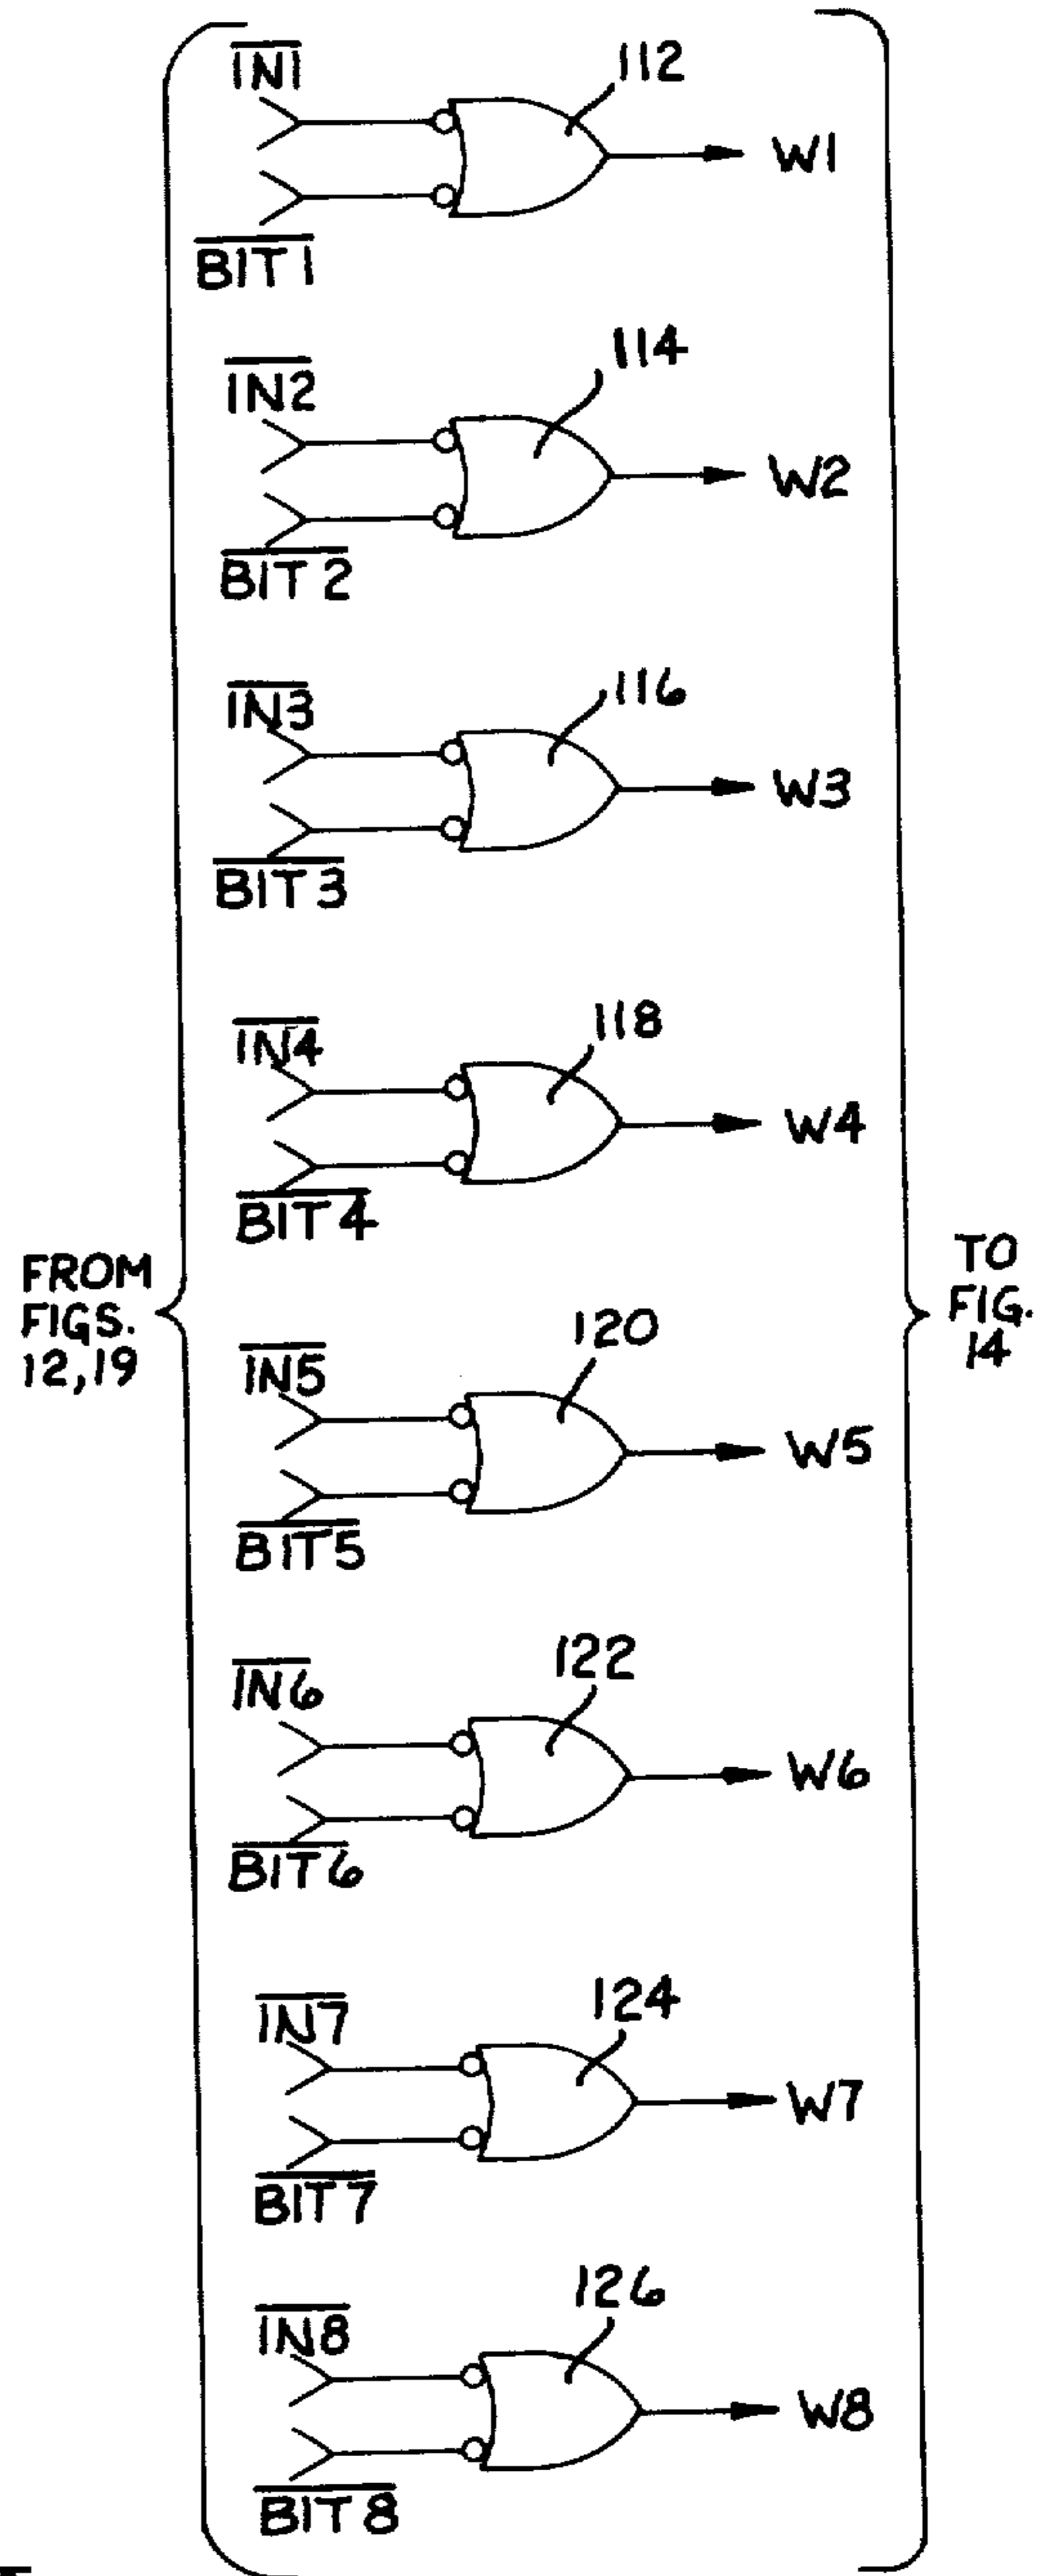 IN1
112
W1
BIT1
IN2
114
W2
BIT2
IN3
116
W3
BIT3
IN4
118
W4
BIT4
FROM
FIGS.
12,19
TO
FIG.
14
IN5
120
W5
BIT5
IN6
122
W6
BIT6
IN7
124
W7
BIT7
IN8
126
W8
BIT8